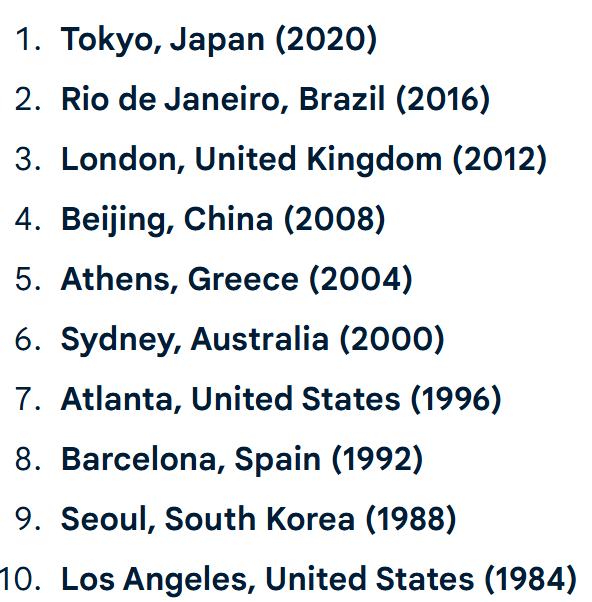 1. Tokyo, Japan (2020)
2. Rio de Janeiro, Brazil (2016)
3. London, United Kingdom (2012)
4. Beijing, China (2008)
5. Athens, Greece (2004)
6. Sydney, Australia (2000)
7. Atlanta, United States (1996)
8. Barcelona, Spain (1992)
9. Seoul, South Korea (1988)
10. Los Angeles, United States (1984)